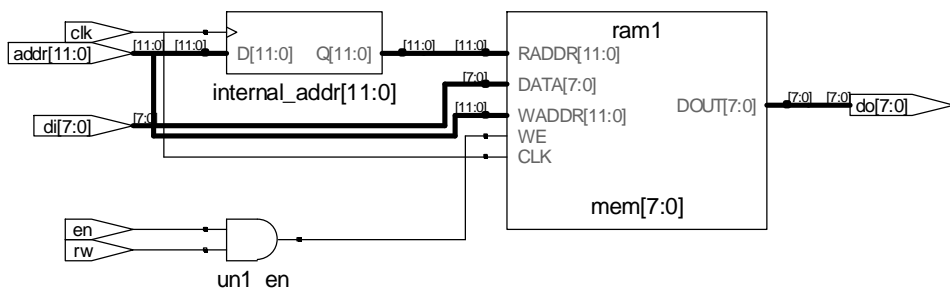 clk
addr[11:0]
[11:0]
[11:0]
D[11:0]
Q[11:0]
internal_addr[11:0]
[11:0]
[11:0]
ram1
RADDR[11:0]
[7:0]
DATA[7:0]
[11:0]
WADDR[11:0]
WE
CLK
DOUT[7:0]
mem[7:0]
[7:0]
[7:0]
do[7:0]
di[7:0]
[7:0]
en
rw
un1_en